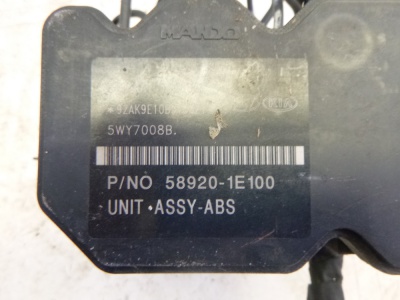 MANDO
5WY7008B.
P/NO 58920-1E100
UNIT•ASSY-ABS